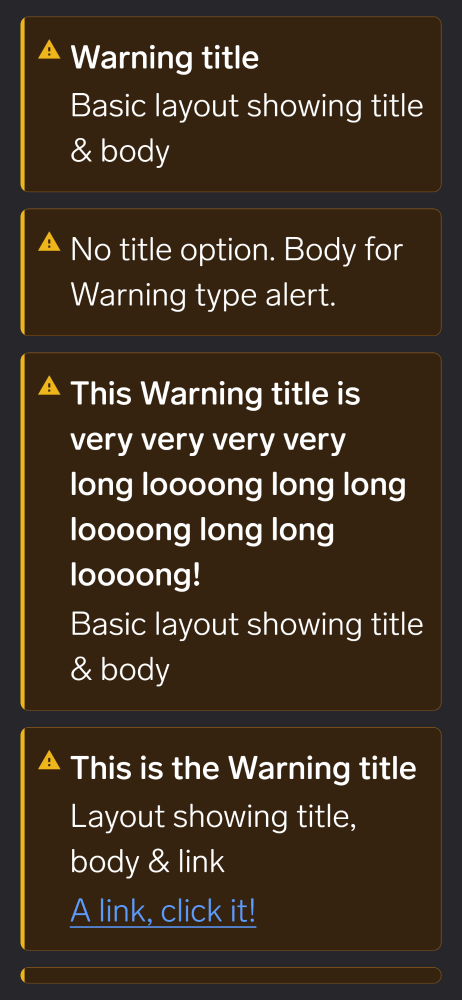 Warning title
Basic layout showing title
& body
No title option. Body for
Warning type alert.
This Warning title is
very very very very
long loooong long long
loooong long long
loooong!
Basic layout showing title
& body
This is the Warning title
Layout showing title,
body & link
A link, click it!